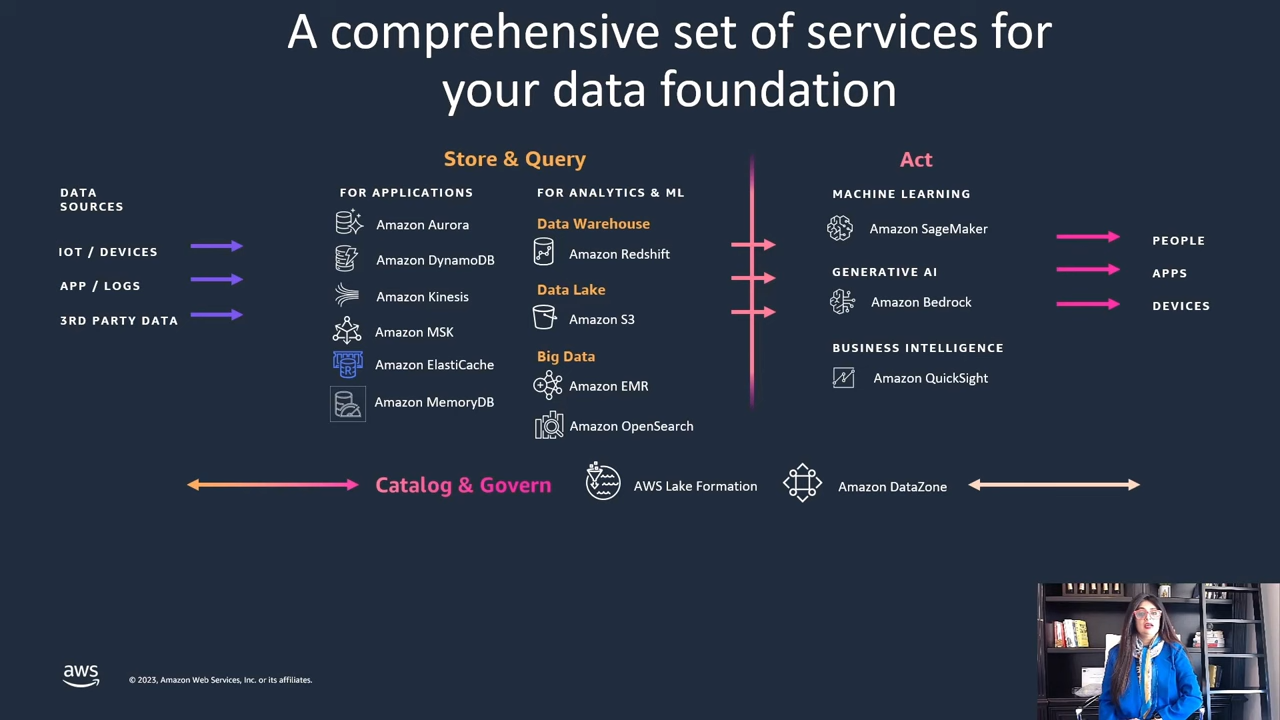 A comprehensive set of services for
your data foundation
DATA
SOURCES
IOT / DEVICES
APP / LOGS
3RD PARTY DATA
Store & Query
FOR APPLICATIONS
Amazon Aurora
Amazon DynamoDB
Amazon Kinesis
Amazon MSK
R
Amazon ElastiCache
Amazon MemoryDB
FOR ANALYTICS & ML
Data Warehouse
Amazon Redshift
Data Lake
Amazon S3
Big Data
Amazon EMR
Amazon OpenSearch
Act
MACHINE LEARNING
Amazon SageMaker
GENERATIVE AI
Amazon Bedrock
BUSINESS INTELLIGENCE
Amazon QuickSight
PEOPLE
APPS
DEVICES
Catalog & Govern
AWS Lake Formation
Amazon DataZone
aws
© 2023, Amazon Web Services, Inc. or its affiliates.